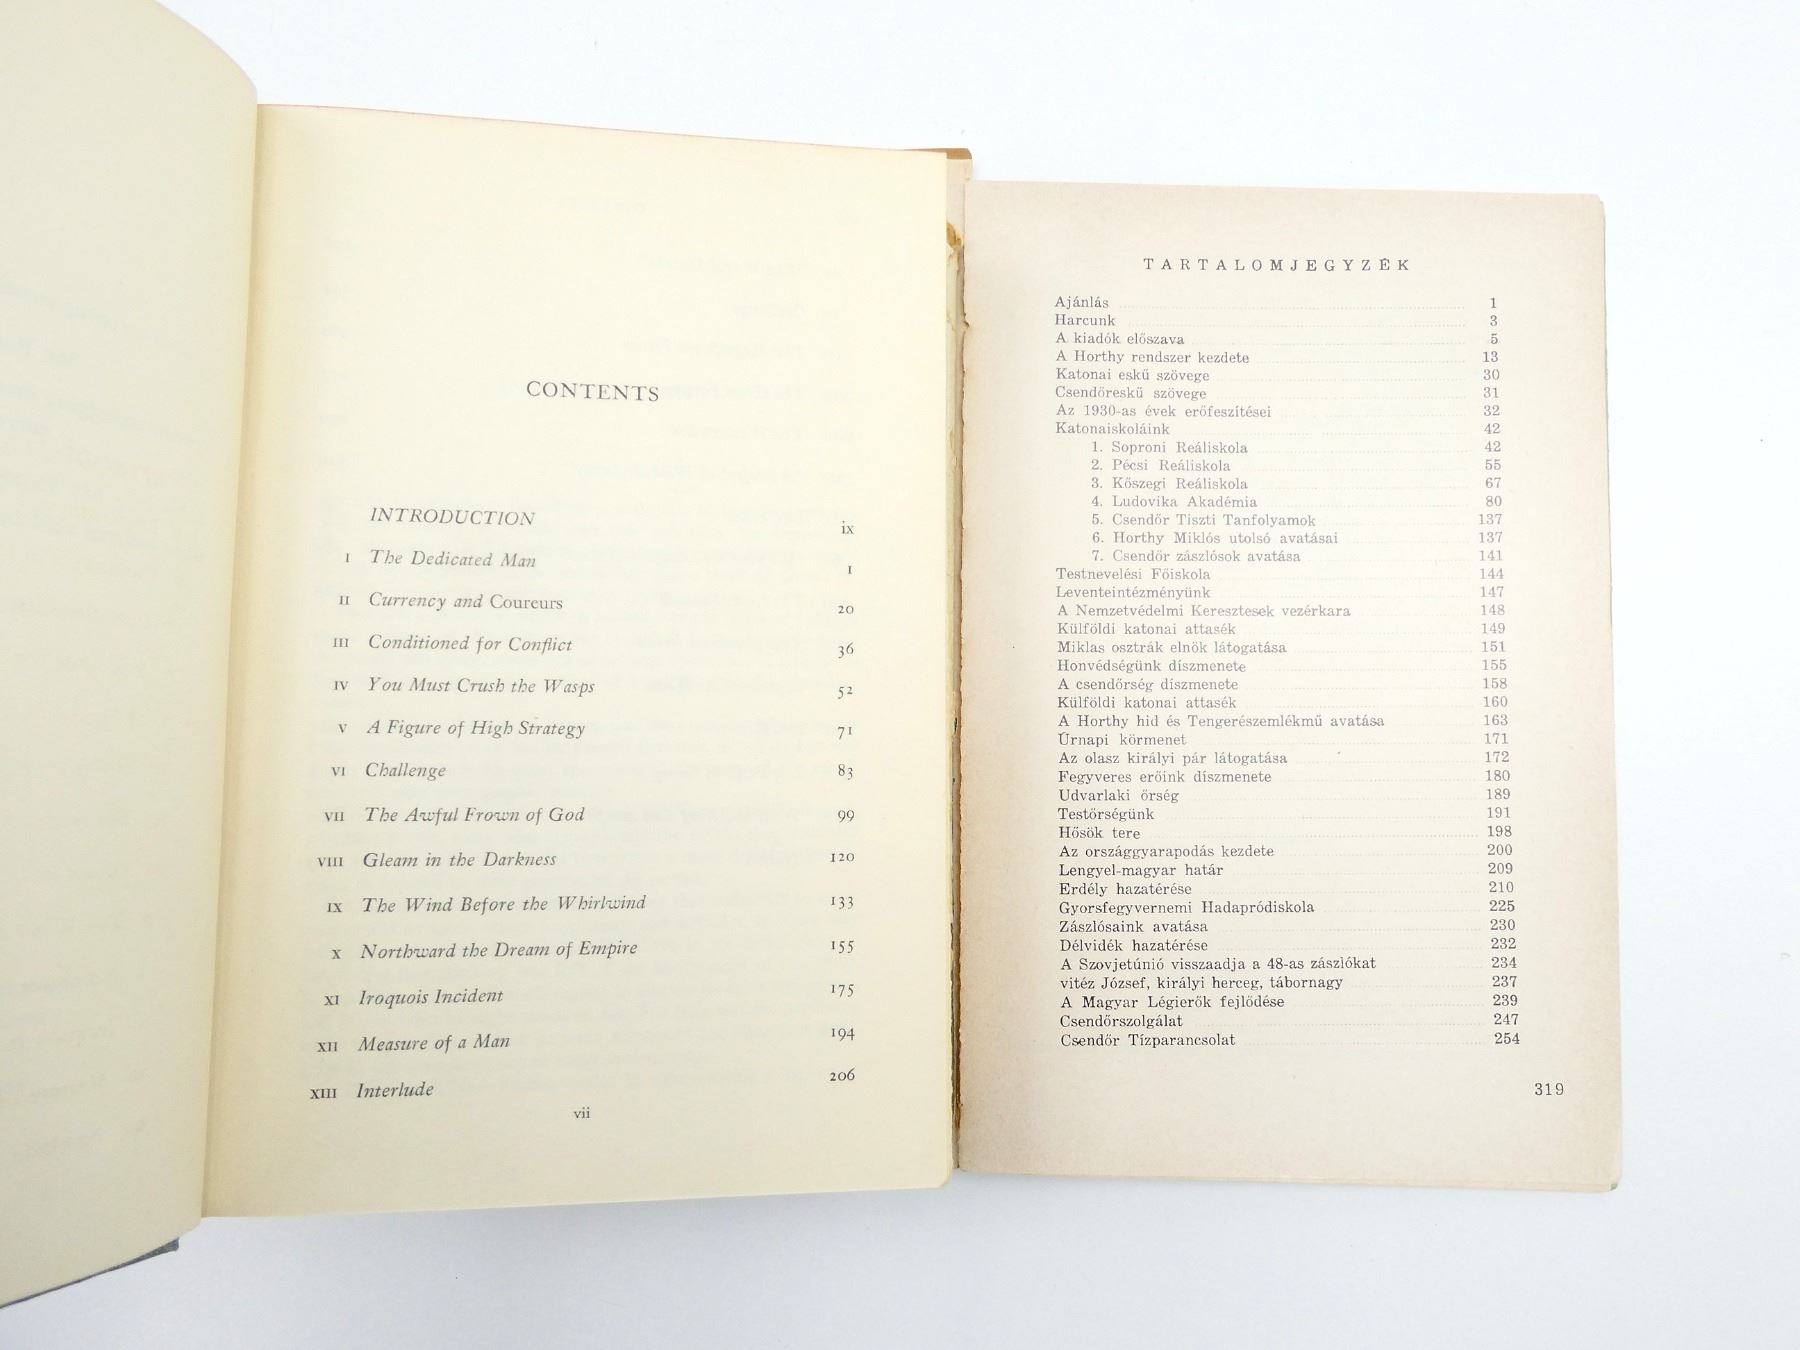 CONTENTS
INTRODUCTION ix
I The Dedicated Man 1
II Currency and Coureurs 20
III Conditioned for Conflict 36
IV You Must Crush the Wasps 52
V A Figure of High Strategy 71
VI Challenge 83
VII The Awful Frown of God 99
VIII Gleam in the Darkness 120
IX The Wind Before the Whirlwind 133
X Northward the Dream of Empire 155
XI Iroquois Incident 175
XII Measure of a Man 194
XIII Interlude 206
vii
TARTALOMJEGYZÉK
Ajánlás 1
Harcunk 3
A kiadók előszava 5
A Horthy rendszer kezdete 13
Katonai eskű szövege 30
Csendőreskű szövege 31
Az 1930-as évek erőfeszítései 32
Katonaiskoláink 42
1. Soproni Reáliskola 42
2. Pécsi Reáliskola 55
3. Kőszegi Reáliskola 67
4. Ludovika Akadémia 80
5. Csendőr Tiszti Tanfolyamok 137
6. Horthy Miklós utolsó avatásai 137
7. Csendőr zászlósok avatása 141
Testnevelési Főiskola 144
Leventeintézményünk 147
A Nemzetvédelmi Keresztesek vezérkara 148
Külföldi katonai attasék 149
Miklas osztrák elnök látogatása 151
Honvédségünk díszmenete 155
A csendőrség díszmenete 158
Külföldi katonai attasék 160
A Horthy hid és Tengerészemlékmű avatása 163
Úrnapi körmenet 171
Az olasz királyi pár látogatása 172
Fegyveres erőink díszmenete 180
Udvarlaki őrség 189
Testőrségünk 191
Hősök tere 198
Az országgyarapodás kezdete 200
Lengyel-magyar határ 209
Erdély hazatérése 210
Gyorsfegyvernemi Hadapródiskola 225
Zászlósaink avatása 230
Délvidék hazatérése 232
A Szovjetúnió visszaadja a 48-as zászlókat 234
vitéz József, királyi herceg, tábornagy 237
A Magyar Légierők fejlődése 239
Csendőrszolgálat 247
Csendőr Tízparancsolat 254
319